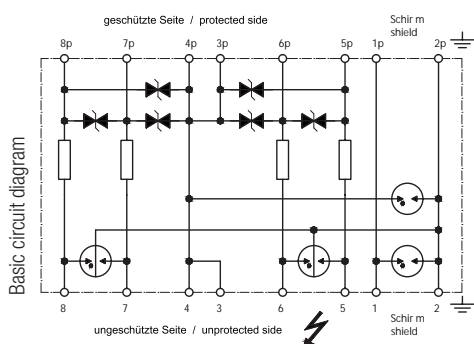 geschützte Seite / protected side
Schir m
shield
8p 7p 4p 3p 6p 5p 1p 2p
Basic circuit diagram
8 7 4 3 6 5 1 2
ungeschützte Seite / unprotected side
Schir m
shield